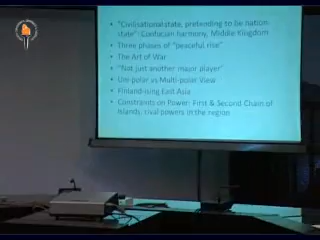 • "Civilisational state, pretending to be nation
state": Confucian harmony, Middle Kingdom
• Three phases of "peaceful rise"
• The Art of War
• "Not just another major player"
• Uni-polar vs Multi-polar View
• Finland-ising East Asia
• Constraints on Power: First & Second Chain of
Islands, rival powers in the region